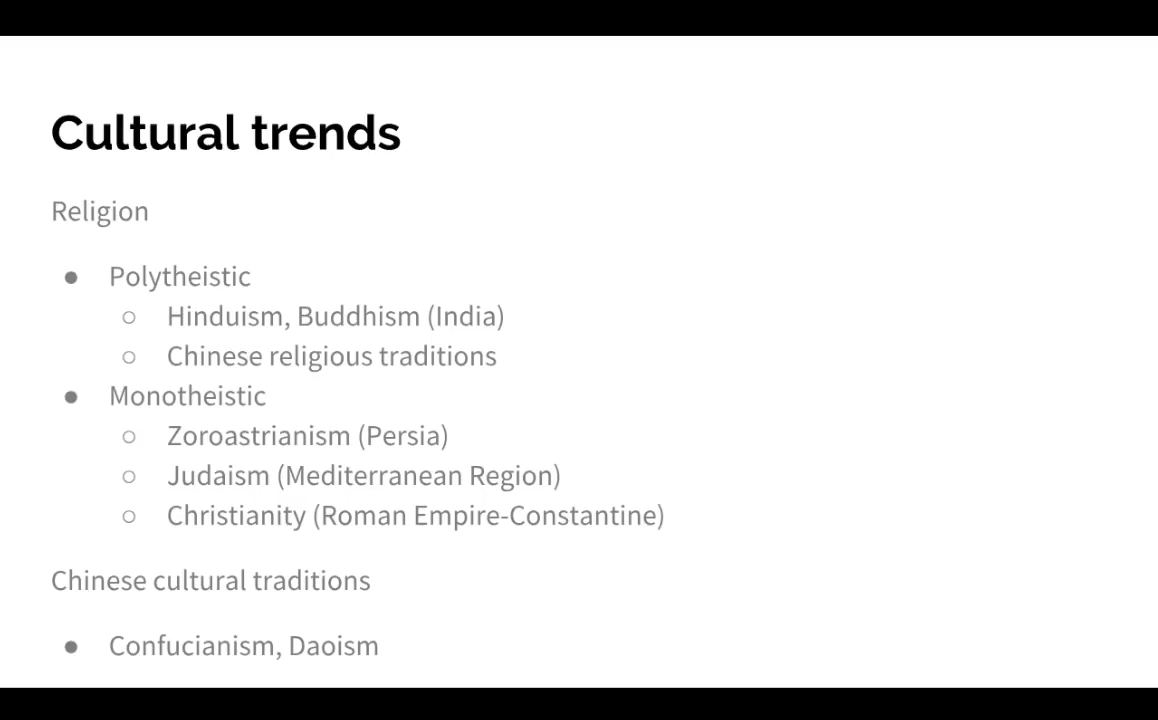 Cultural trends
Religion
● Polytheistic
○ Hinduism, Buddhism (India)
○ Chinese religious traditions
● Monotheistic
○ Zoroastrianism (Persia)
○ Judaism (Mediterranean Region)
○ Christianity (Roman Empire-Constantine)
Chinese cultural traditions
● Confucianism, Daoism